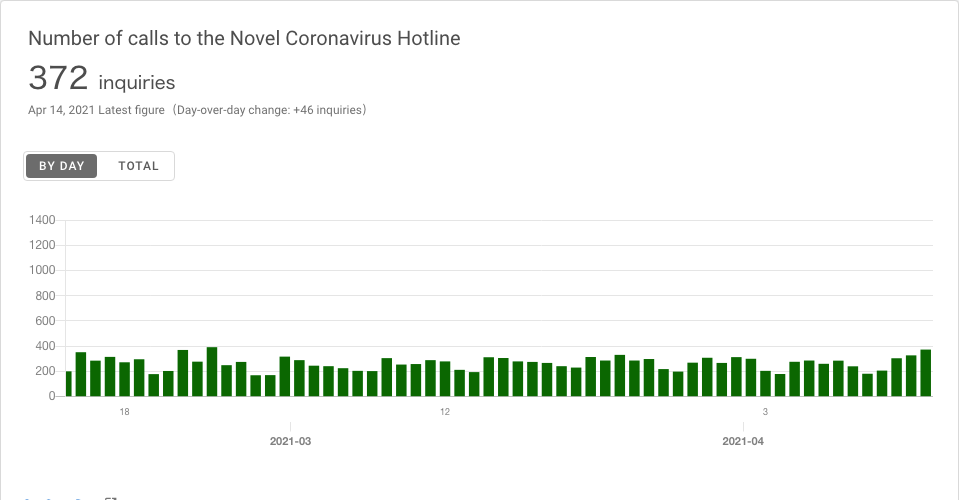 Number of calls to the Novel Coronavirus Hotline
372 inquiries
Apr 14, 2021 Latest figure (Day-over-day change: +46 inquiries)
BY DAY TOTAL
1400
1200
1000
800
600
400
200
0
18 12 3
2021-03 2021-04